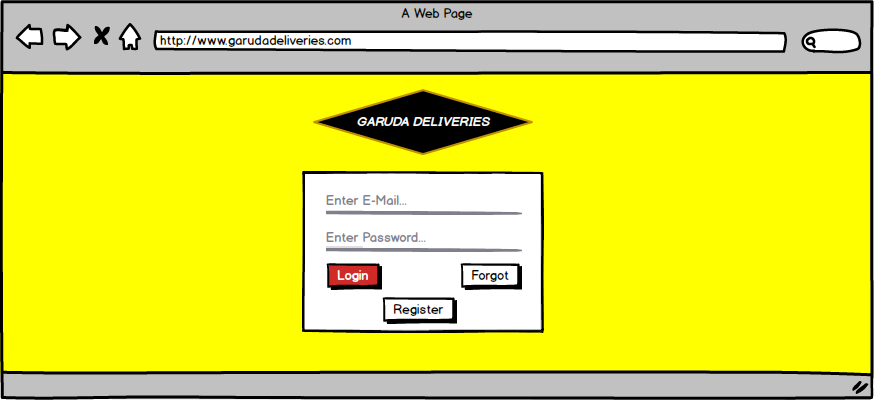 A Web Page
http://www.garudadeliveries.com
GARUDA DELIVERIES
Enter E-Mail...
Enter Password...
Login
Forgot
Register